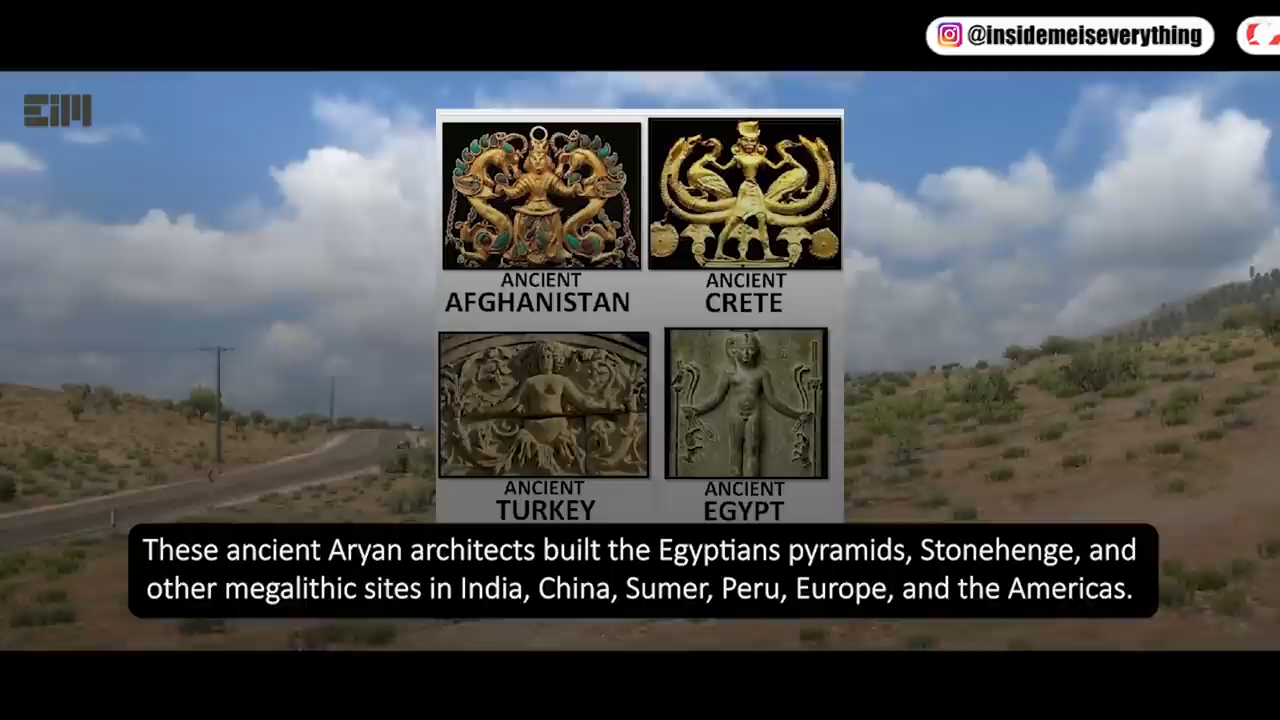 @insidemeiseverything
EiM
ANCIENT
AFGHANISTAN
ANCIENT
CRETE
ANCIENT
TURKEY
ANCIENT
EGYPT
These ancient Aryan architects built the Egyptians pyramids, Stonehenge, and
other megalithic sites in India, China, Sumer, Peru, Europe, and the Americas.